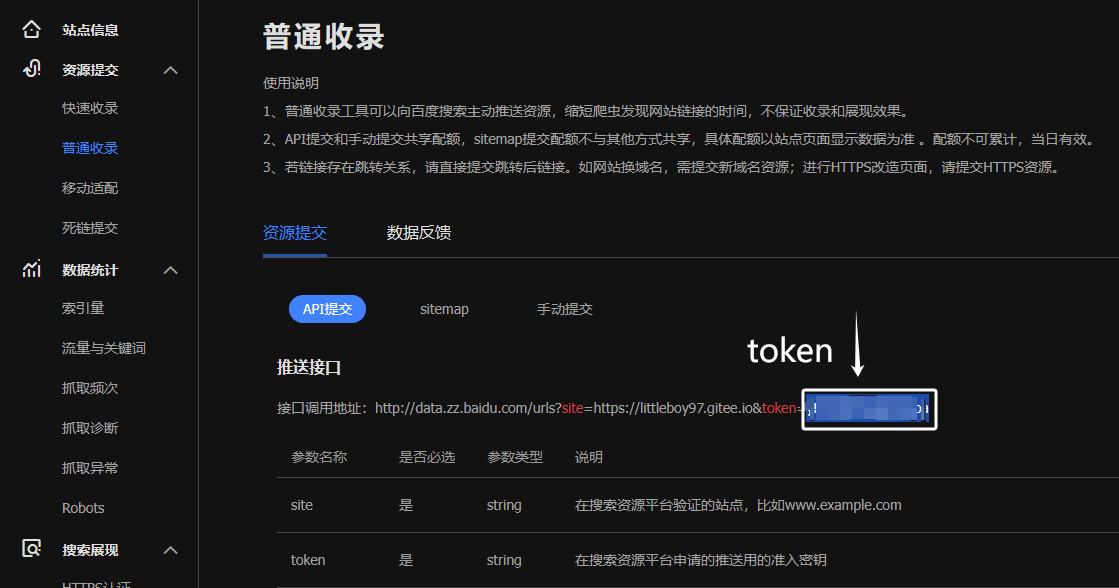 站点信息
资源提交
快速收录
普通收录
移动适配
死链提交
数据统计
索引量
流量与关键词
抓取频次
抓取诊断
抓取异常
Robots
搜索展现
HTTPS认证
普通收录
使用说明
1、普通收录工具可以向百度搜索主动推送资源，缩短爬虫发现网站链接的时间，不保证收录和展现效果。
2、API提交和手动提交共享配额，sitemap提交配额不与其他方式共享，具体配额以站点页面显示数据为准 。配额不可累计，当日有效。
3、若链接存在跳转关系，请直接提交跳转后链接。如网站换域名，需提交新域名资源；进行HTTPS改造页面，请提交HTTPS资源。
资源提交 数据反馈
API提交 sitemap 手动提交
token
推送接口
接口调用地址：http://data.zz.baidu.com/urls?site=https://littleboy97.gitee.io&token=
参数名称 是否必选 参数类型 说明
site 是 string 在搜索资源平台验证的站点，比如www.example.com
token 是 string 在搜索资源平台申请的推送用的准入密钥